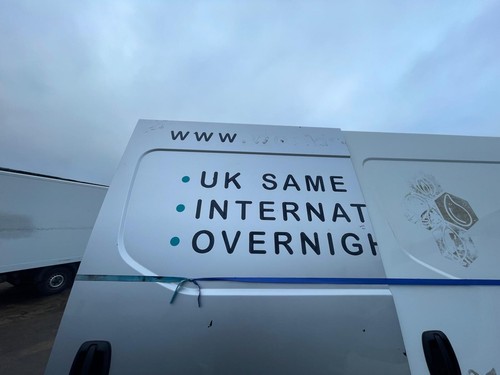 www.
UK SAME
INTERNAT
OVERNIGH